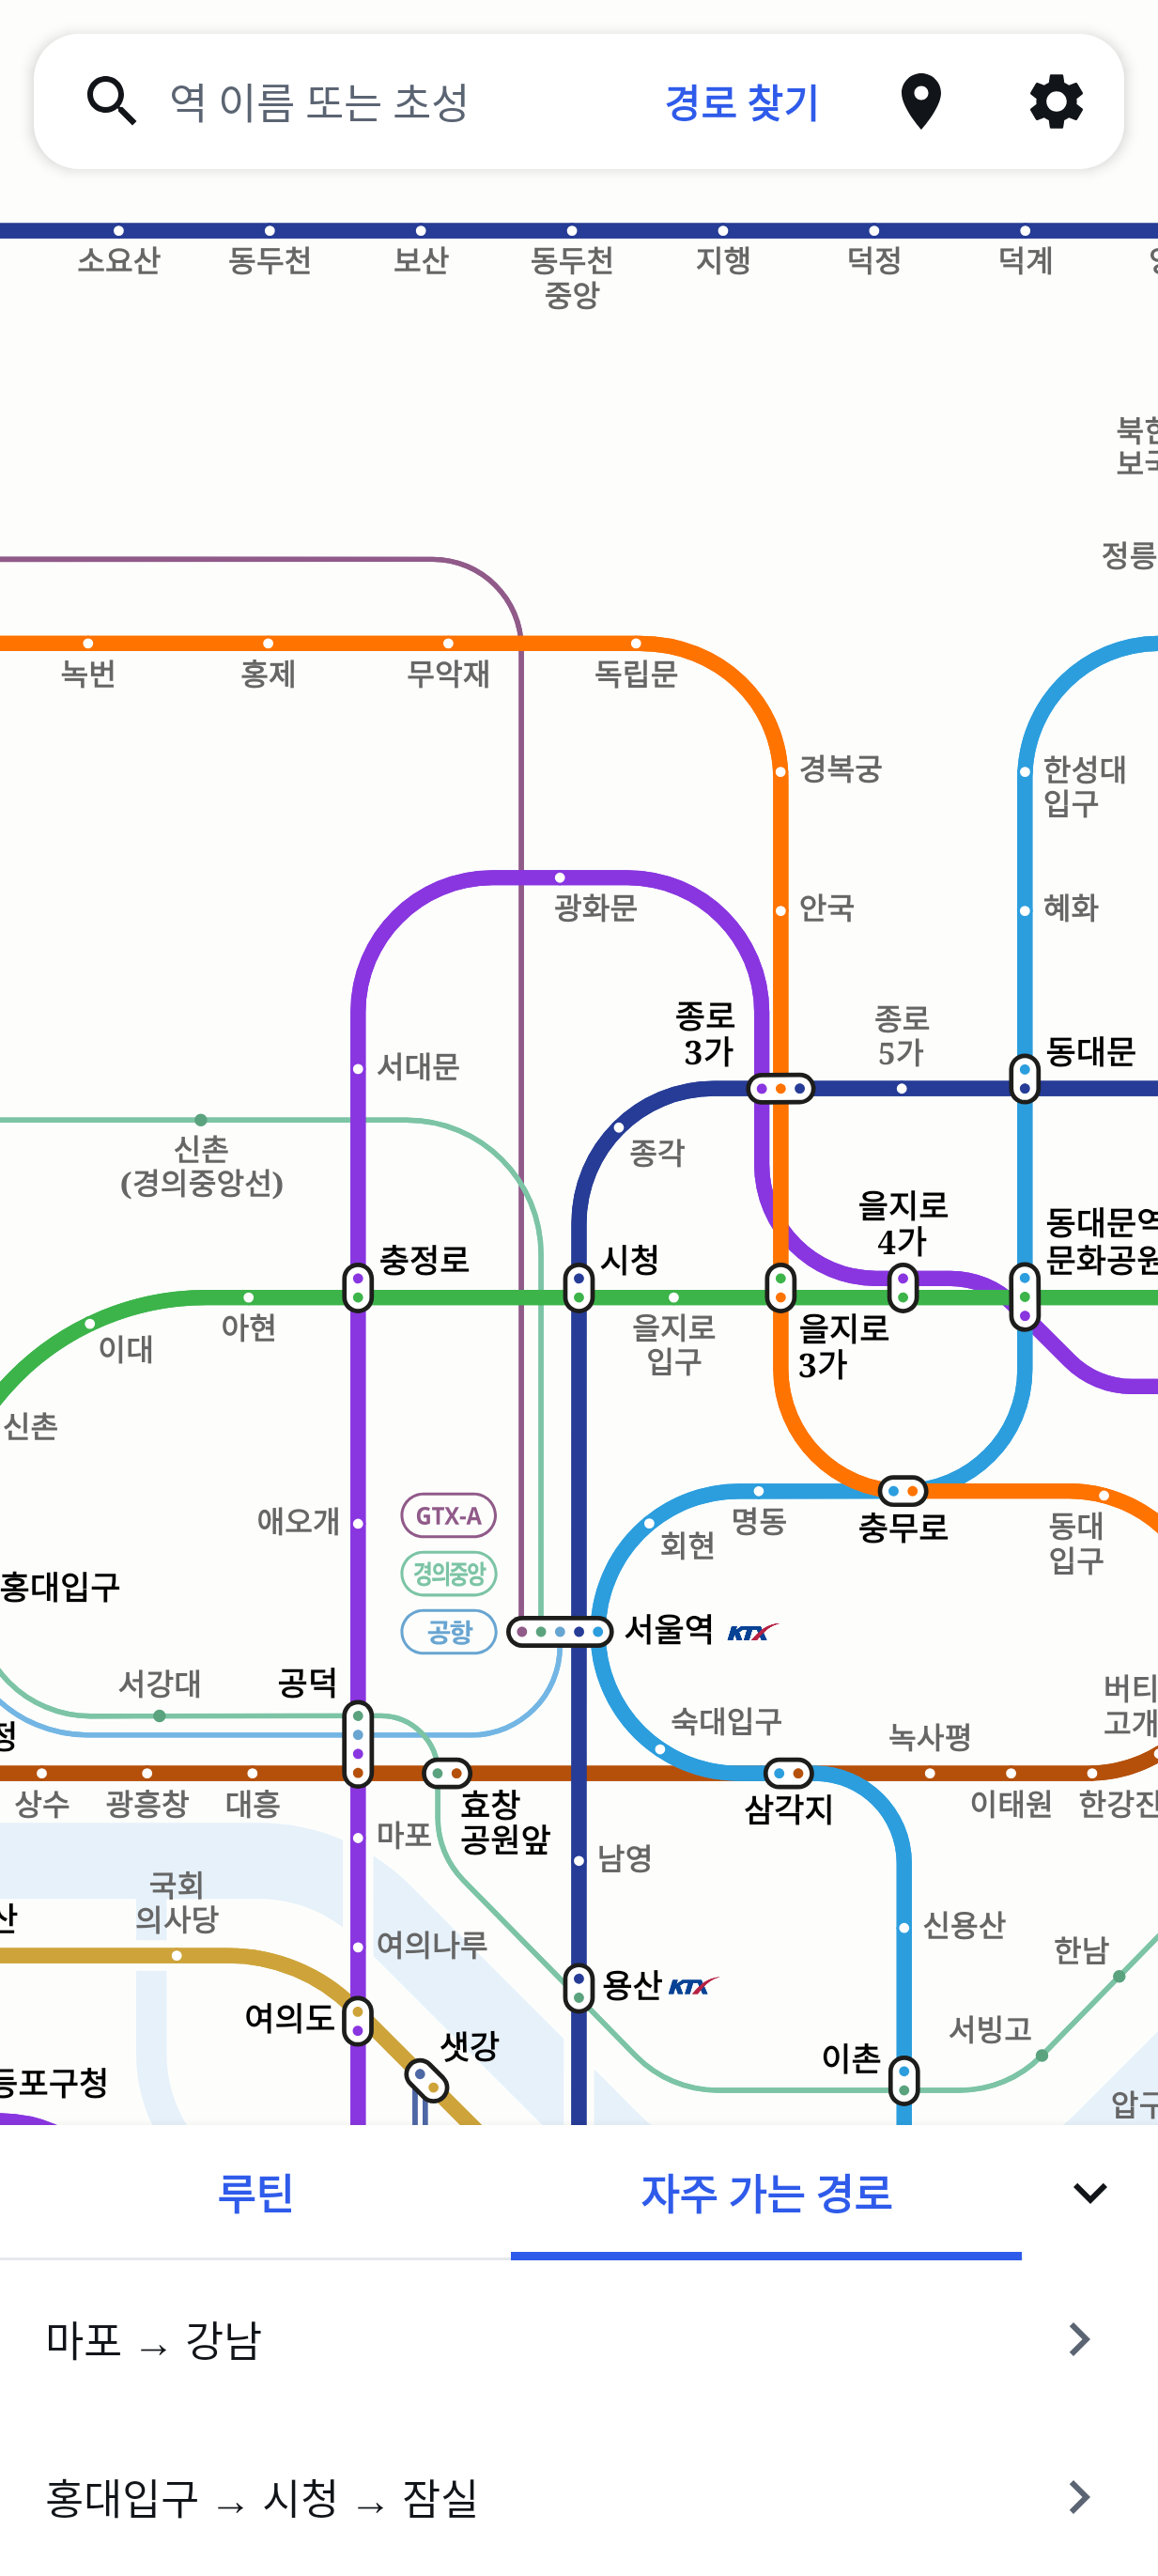 역 이름 또는 초성 경로 찾기
소요산 동두천 보산 동두천 지행 덕정 덕계
중앙
정릉
녹번 홍제 무악재 독립문
경복궁 한성대
입구
광화문 안국 혜화
종로
3가
종로
5가
동대문
서대문
신촌
(경의중앙선)
종각
을지로
4가
충정로 시청
이대 아현
을지로
입구
을지로
3가
신촌
애오개
GTX-A
경의중앙
공항
회현 명동 충무로
동대
입구
홍대입구
서울역 KTX
서강대 공덕
숙대입구 녹사평
버티
고개
상수 광흥창 대흥
효창
공원앞
삼각지 이태원
마포 남영
국회
의사당
여의나루 신용산 한남
용산 KTX
여의도 샛강 서빙고
이촌
등포구청
루틴 자주 가는 경로
마포 → 강남
홍대입구 → 시청 → 잠실